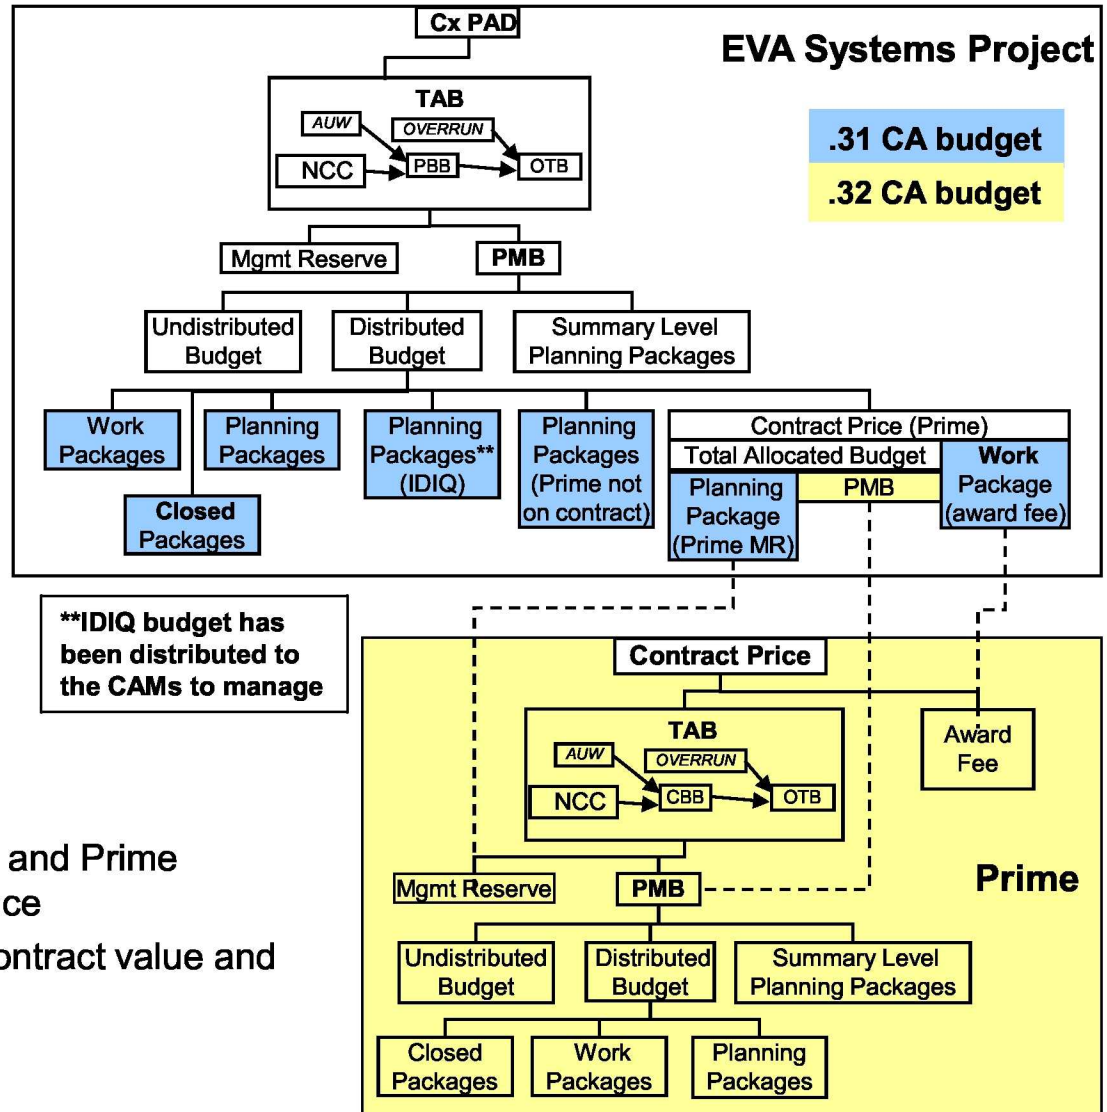 Cx PAD
EVA Systems Project
TAB
AUW
OVERRUN
NCC
PBB
OTB
.31 CA budget
.32 CA budget
Mgmt Reserve
PMB
Undistributed
Budget
Distributed
Budget
Summary Level
Planning Packages
Work
Packages
Closed
Packages
Planning
Packages
Planning
Packages**
(IDIQ)
Planning
Packages
(Prime not
on contract)
Contract Price (Prime)
Total Allocated Budget
Planning
Package
(Prime MR)
PMB
Work
Package
(award fee)
**IDIQ budget has
been distributed to
the CAMs to manage
Contract Price
TAB
AUW
OVERRUN
NCC
CBB
OTB
Award
Fee
and Prime
ce
ontract value and
Mgmt Reserve
PMB
Prime
Undistributed
Budget
Distributed
Budget
Summary Level
Planning Packages
Closed
Packages
Work
Packages
Planning
Packages